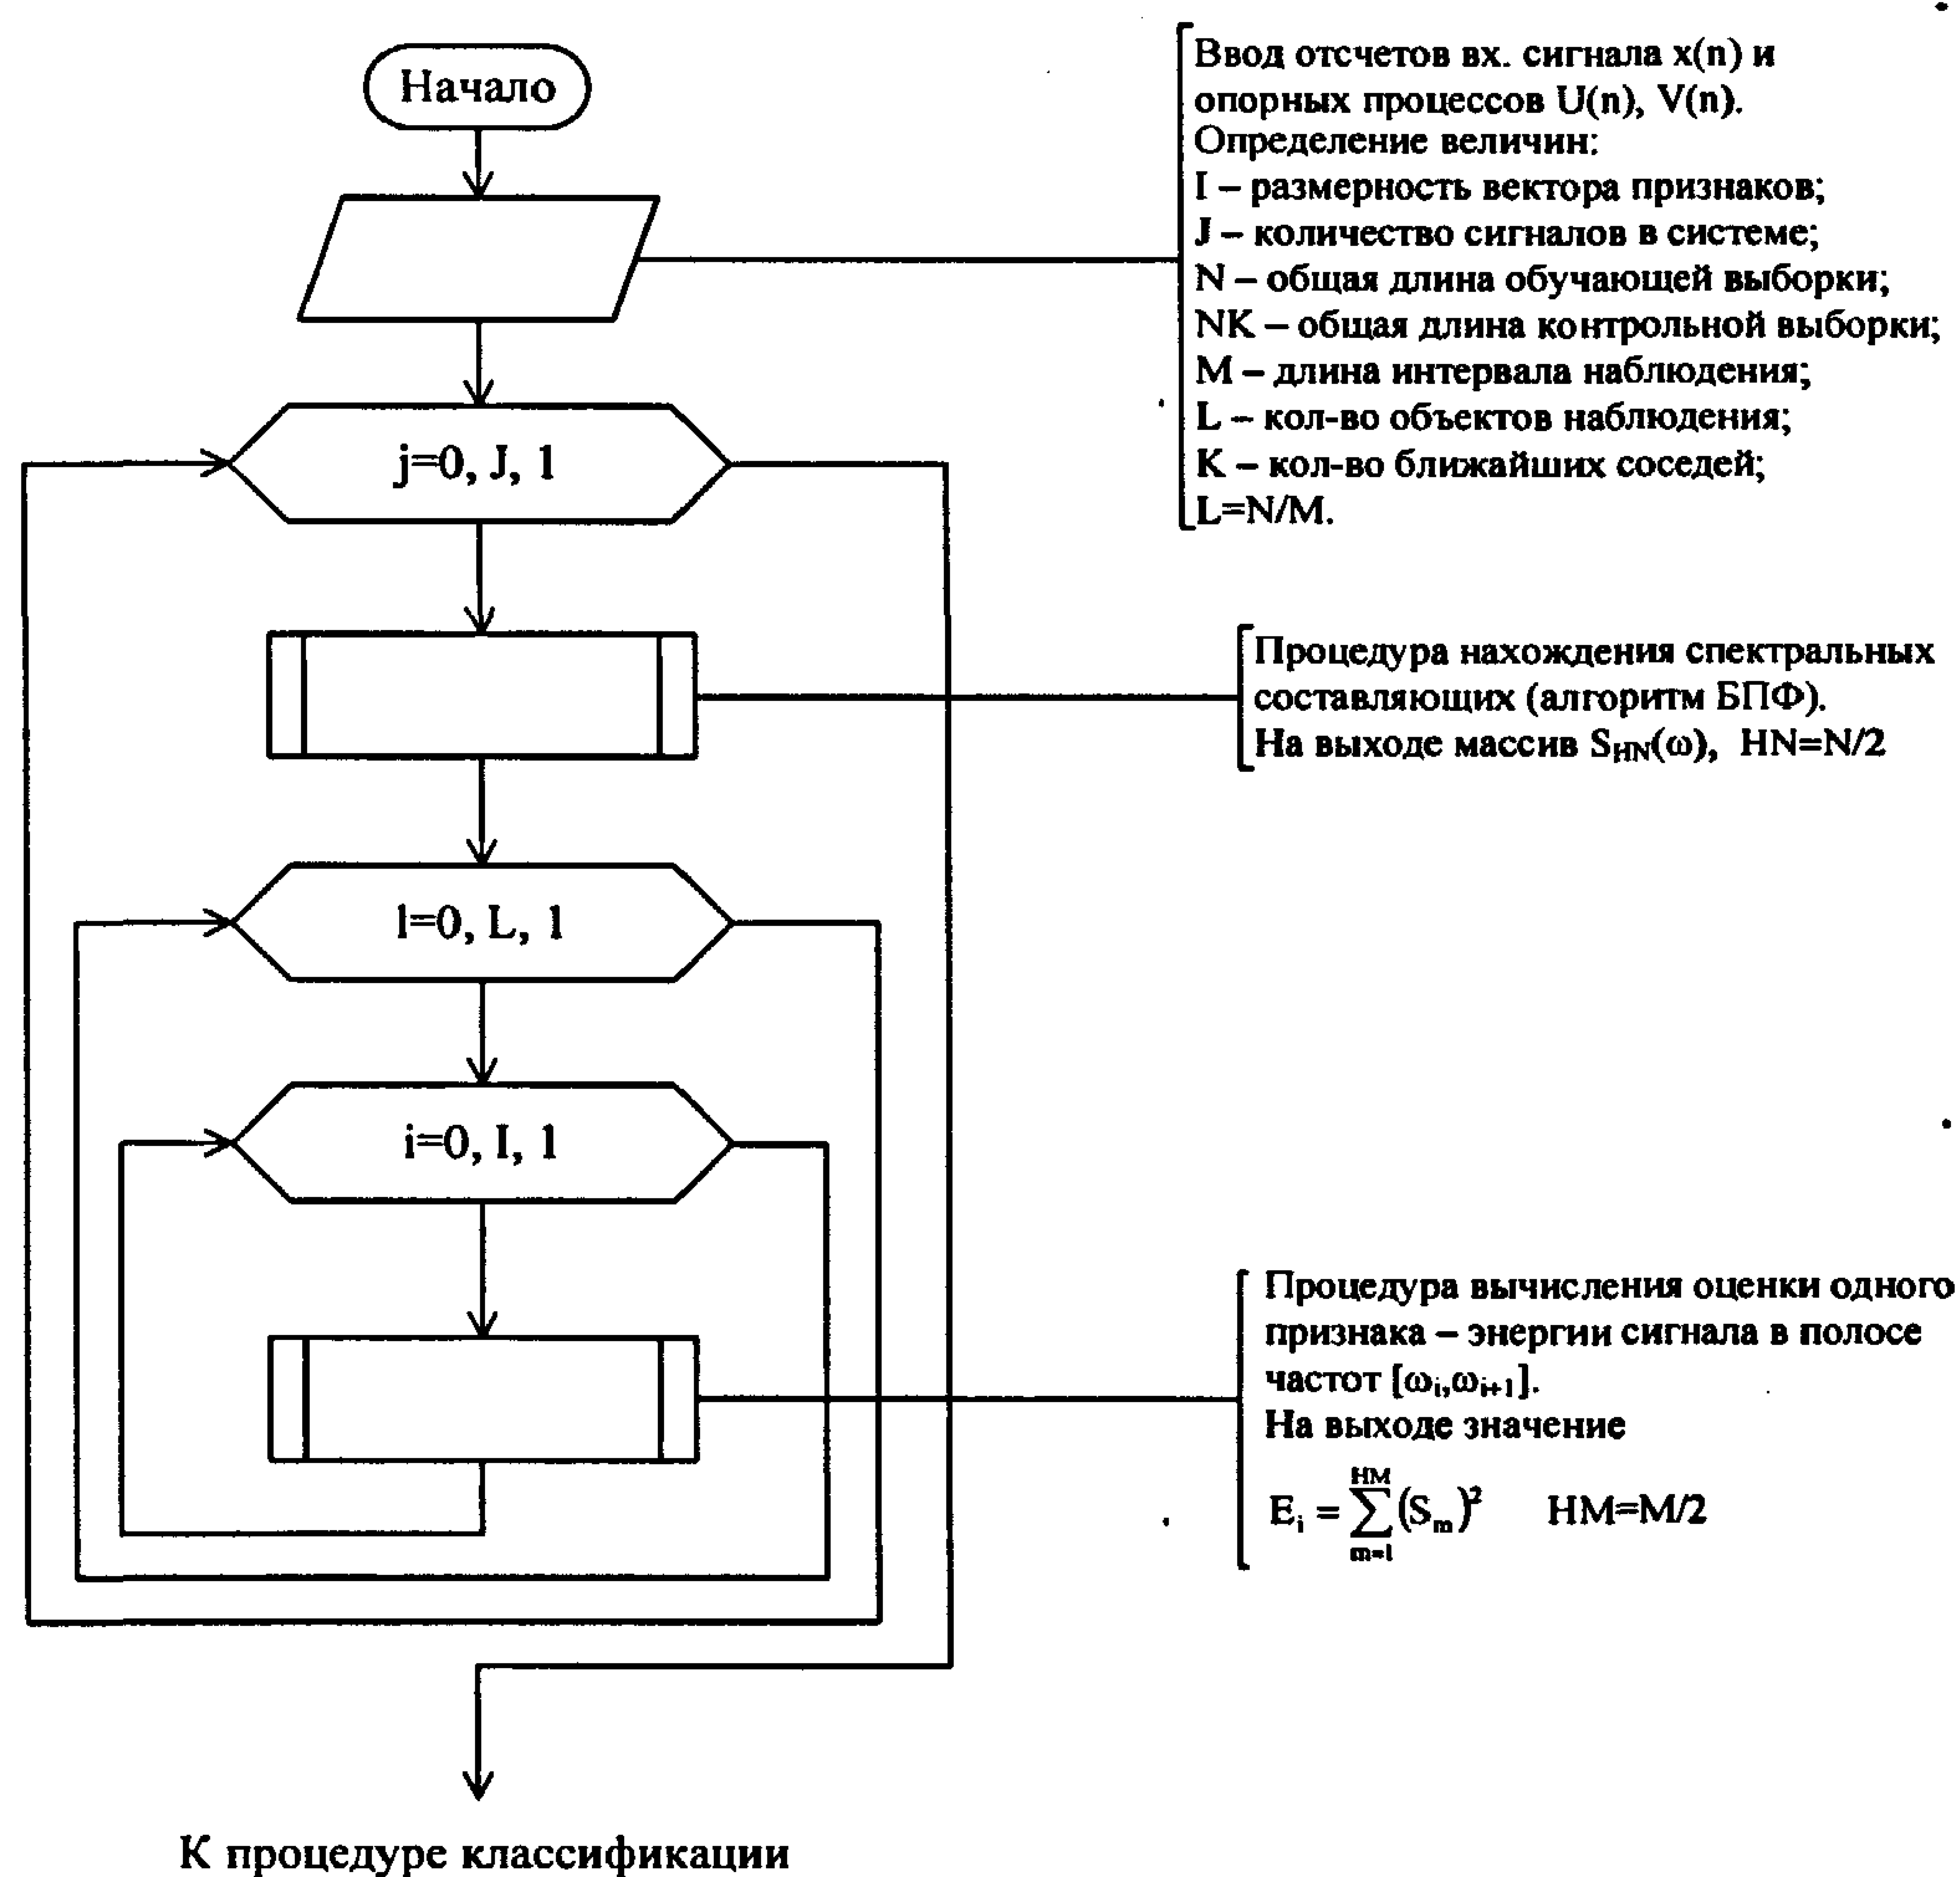 Начало
Ввод отсчетов вх. сигнала x(n) и
опорных процессов U(n), V(n).
Определение величин:
I – размерность вектора признаков;
J – количество сигналов в системе;
N – общая длина обучающей выборки;
NK – общая длина контрольной выборки;
M – длина интервала наблюдения;
L – кол-во объектов наблюдения;
K – кол-во ближайших соседей;
L=N/M.
j=0, J, 1
Процедура нахождения спектральных
составляющих (алгоритм БПФ).
На выходе массив S_HN(ω), HN=N/2
l=0, L, 1
i=0, I, 1
Процедура вычисления оценки одного
признака – энергии сигнала в полосе
частот [ω_i,ω_{i+1}].
На выходе значение
E_i = \sum_{m=1}^{HM} (S_m)^2 HM=M/2
К процедуре классификации